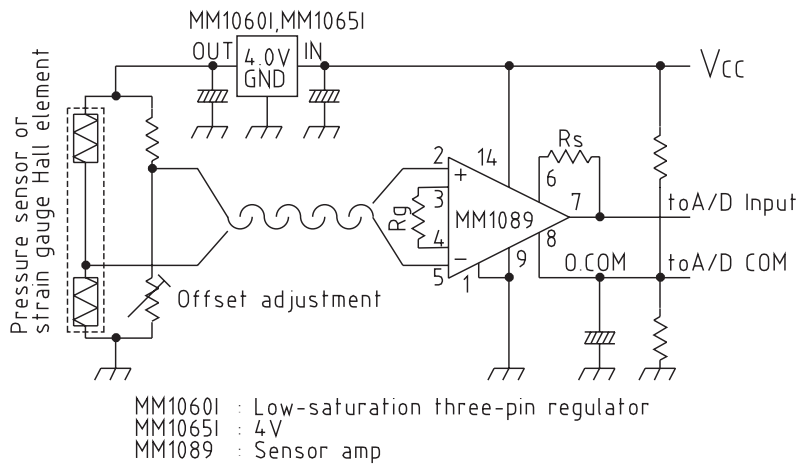 MM1060I,MM1065I
OUT
4.0V
IN
GND
Vcc
Pressure sensor or
strain gauge Hall element
2
14
Rs
+
6
3
7
toA/D Input
Rg
MM1089
4
8
−
9
O.COM
toA/D COM
5
1
Offset adjustment
MM1060I : Low-saturation three-pin regulator
MM1065I : 4V
MM1089 : Sensor amp